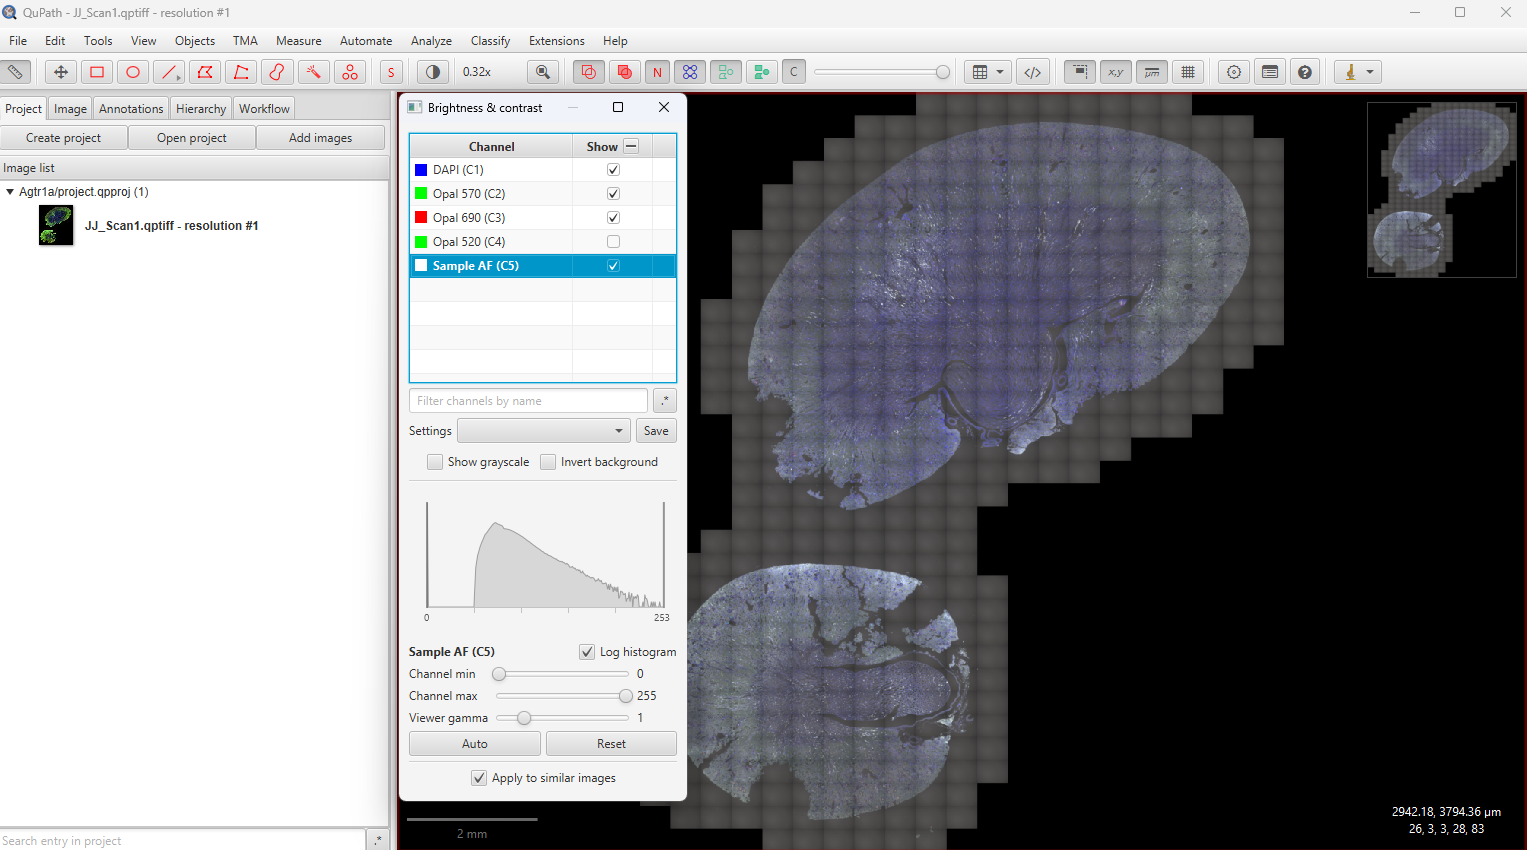 QuPath - JJ_Scan1.qptiff - resolution #1
File Edit Tools View Objects TMA Measure Automate Analyze Classify Extensions Help
S 0.32x N C </> x,y µm
Project Image Annotations Hierarchy Workflow
Create project Open project Add images
Image list
Agtr1a/project.qpproj (1)
JJ_Scan1.qptiff - resolution #1
Search entry in project .*
Brightness & contrast
Channel Show
DAPI (C1)
Opal 570 (C2)
Opal 690 (C3)
Opal 520 (C4)
Sample AF (C5)
Filter channels by name .*
Settings Save
Show grayscale Invert background
0 253
Sample AF (C5) Log histogram
Channel min 0
Channel max 255
Viewer gamma 1
Auto Reset
Apply to similar images
2 mm
2942.18, 3794.36 µm
26, 3, 3, 28, 83